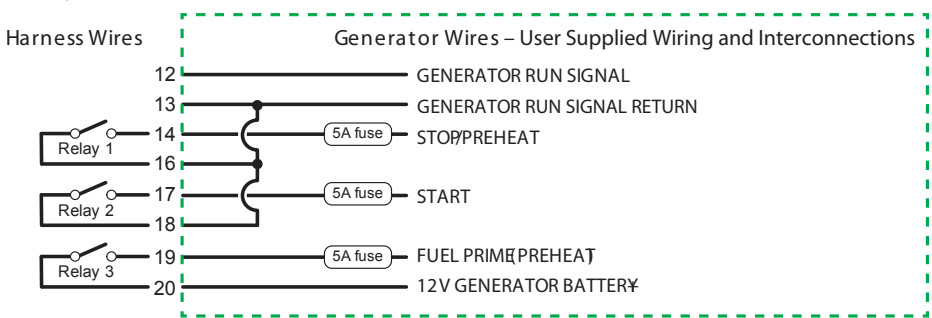 Harness Wires
Generator Wires – User Supplied Wiring and Interconnections
12 GENERATOR RUN SIGNAL
13 GENERATOR RUN SIGNAL RETURN
14 5A fuse STOP/PREHEAT
Relay 1
16
17 5A fuse START
Relay 2
18
19 5A fuse FUEL PRIME(PREHEAT)
Relay 3
20 12V GENERATOR BATTERY+